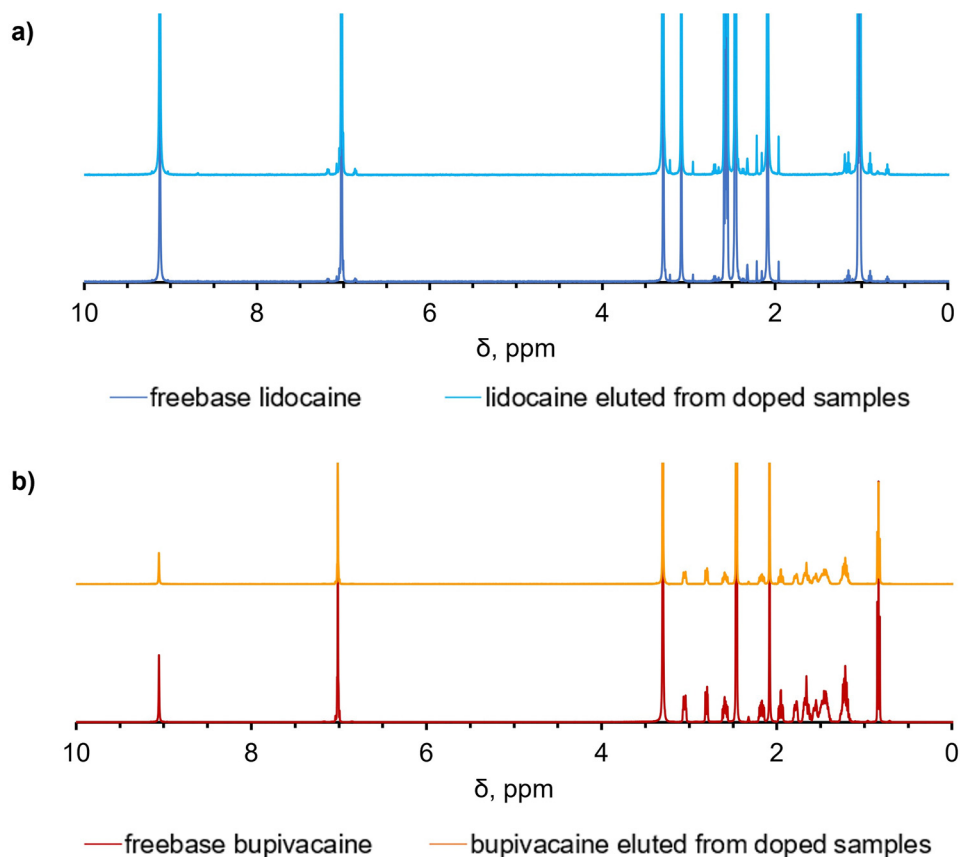 a)
10 8 6 4 2 0
δ, ppm
freebase lidocaine lidocaine eluted from doped samples
b)
10 8 6 4 2 0
δ, ppm
freebase bupivacaine bupivacaine eluted from doped samples